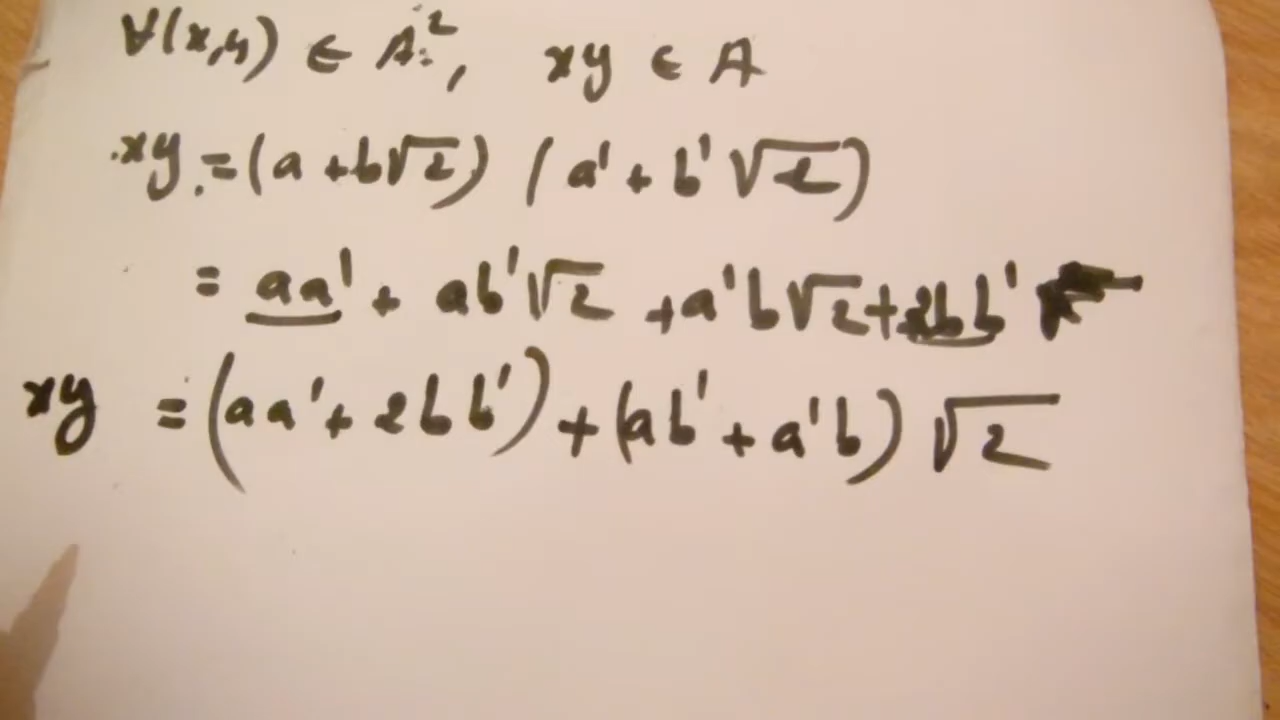 ∀(x,y) ∈ A², xy ∈ A
xy = (a + b√2) (a' + b'√2)
= aa' + ab'√2 + a'b√2 + 2bb'
xy = (aa' + 2bb') + (ab' + a'b)√2